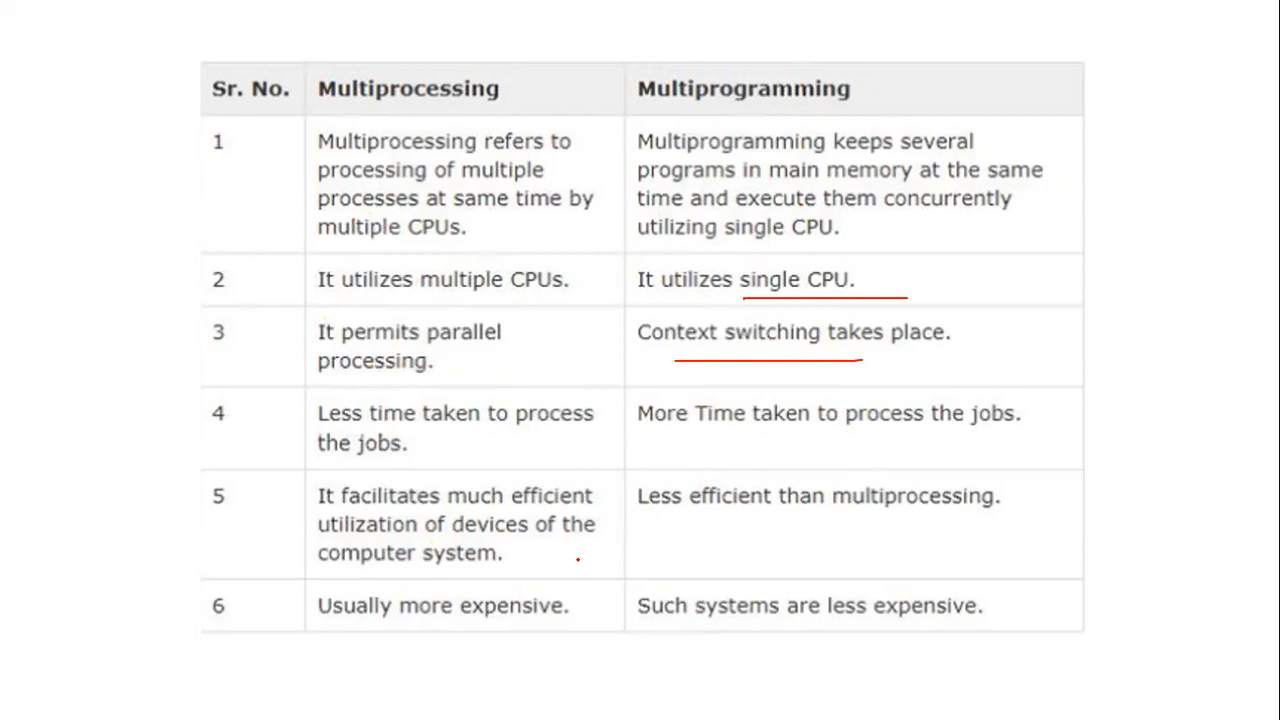 Sr. No. Multiprocessing Multiprogramming
1 Multiprocessing refers to processing of multiple processes at same time by multiple CPUs. Multiprogramming keeps several programs in main memory at the same time and execute them concurrently utilizing single CPU.
2 It utilizes multiple CPUs. It utilizes single CPU.
3 It permits parallel processing. Context switching takes place.
4 Less time taken to process the jobs. More Time taken to process the jobs.
5 It facilitates much efficient utilization of devices of the computer system. Less efficient than multiprocessing.
6 Usually more expensive. Such systems are less expensive.